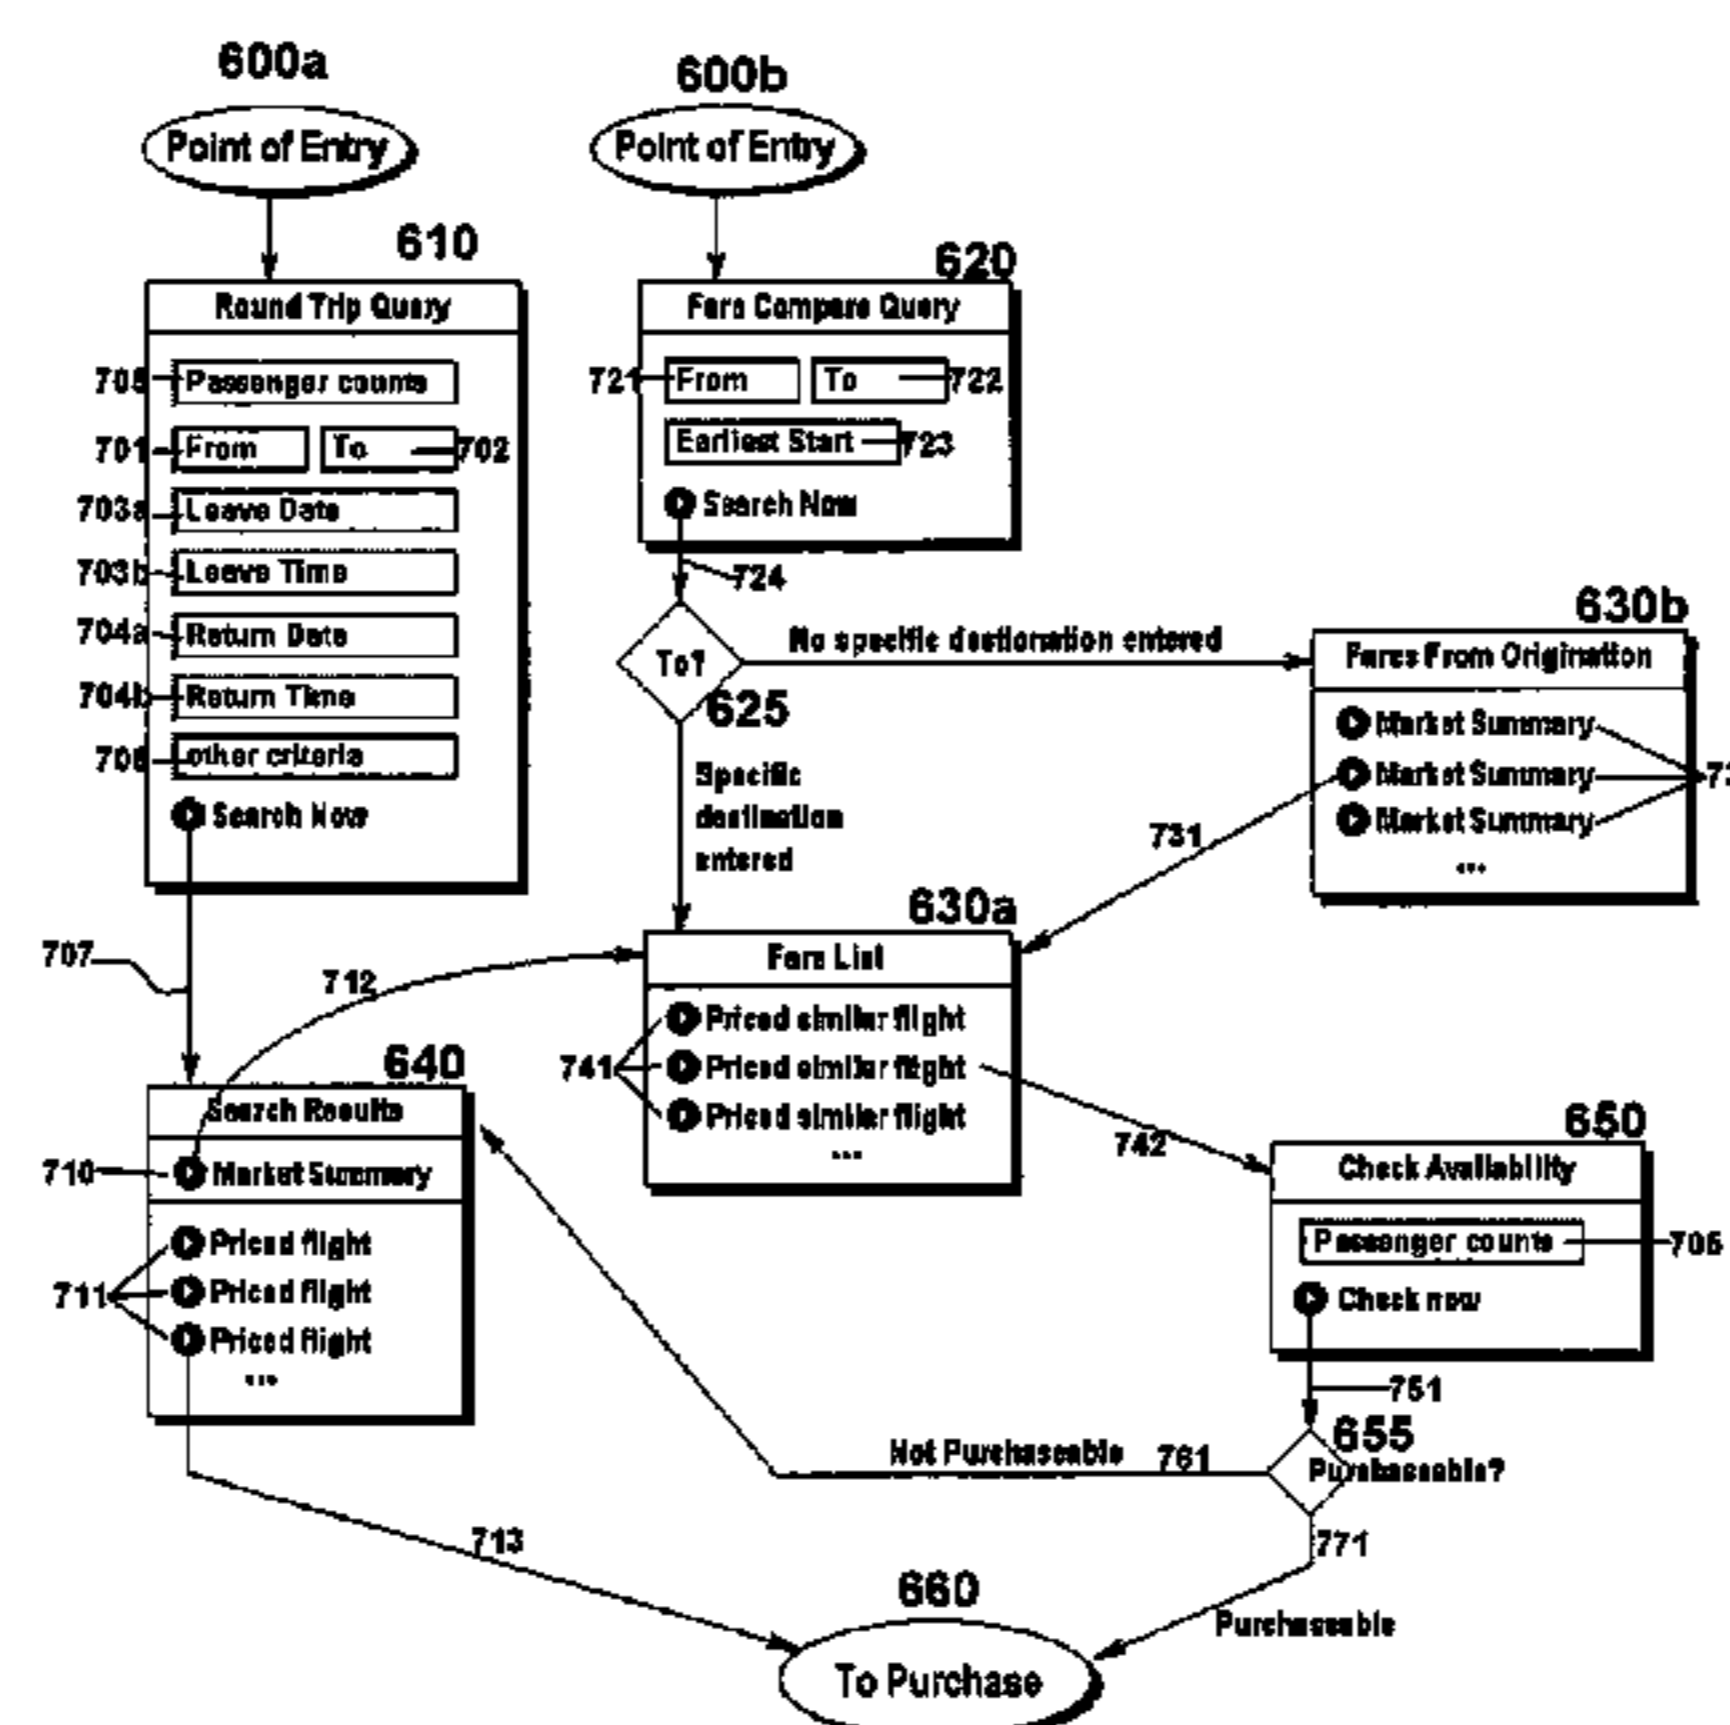 600a
Point of Entry
610
Round Trip Query
705 Passenger counts
701 From To 702
703a Leave Date
703b Leave Time
704a Return Date
704b Return Time
other criteria
Search Now
707
600b
Point of Entry
620
Fare Compare Query
721 From To 722
Earliest Start 723
Search Now
724
To?
625
No specific destionation entered
Specific
destination
entered
630b
Fares From Origination
Market Summary
Market Summary
Market Summary
...
731
630a
Fare List
Priced similar flight
741 Priced similar flight
Priced similar flight
...
712
742
640
Search Results
710 Market Summary
Priced flight
711 Priced flight
Priced flight
...
713
650
Check Availability
Passenger counts 705
Check now
751
655
Purchaseable?
Not Purchaseable 761
771
Purchaseable
660
To Purchase